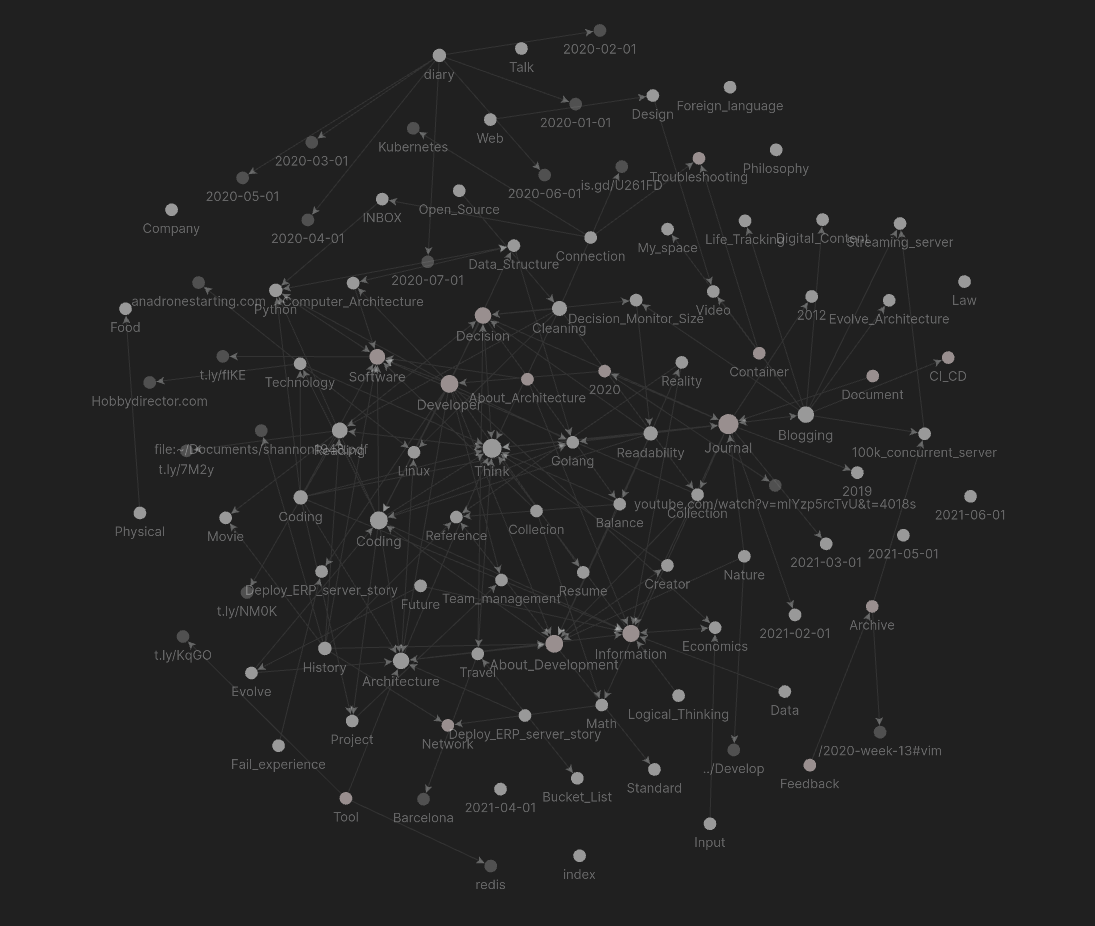 2020-02-01
Talk
diary
Foreign_language
Design
2020-01-01
Web
Kubernetes
2020-03-01
Philosophy
Troubleshooting
is.gd/U261FD
2020-06-01
2020-05-01
Open_Source
INBOX
Company
2020-04-01
Life_Tracking
Digital_Content
Streaming_server
My_space
Connection
Data_Structure
2020-07-01
anadronestarting.com
Python
Computer_Architecture
Law
Food
Decision
Cleaning
Decision_Monitor_Size
Video
2012
Evolve_Architecture
t.ly/fIKE
Technology
Software
Reality
Container
CI_CD
Hobbydirector.com
Developer
About_Architecture
2020
Document
Blogging
file:~/Documents/shannon1948.pdf
Reading
Journal
Readability
100k_concurrent_server
t.ly/7M2y
Linux
Think
Golang
2019
youtube.com/watch?v=mIYzp5rcTvU&t=4018s
Collection
2021-06-01
Physical
Movie
Coding
Coding
Reference
Collecion
Balance
2021-05-01
2021-03-01
Deploy_ERP_server_story
t.ly/NM0K
Future
Team_management
Resume
Creator
Nature
2021-02-01
Archive
t.ly/KqGO
History
Evolve
Architecture
Travel
About_Development
Information
Economics
Project
Network
Deploy_ERP_server_story
Math
Logical_Thinking
Data
Fail_experience
../Develop
/2020-week-13#vim
Feedback
Standard
Bucket_List
2021-04-01
Barcelona
Tool
Input
index
redis